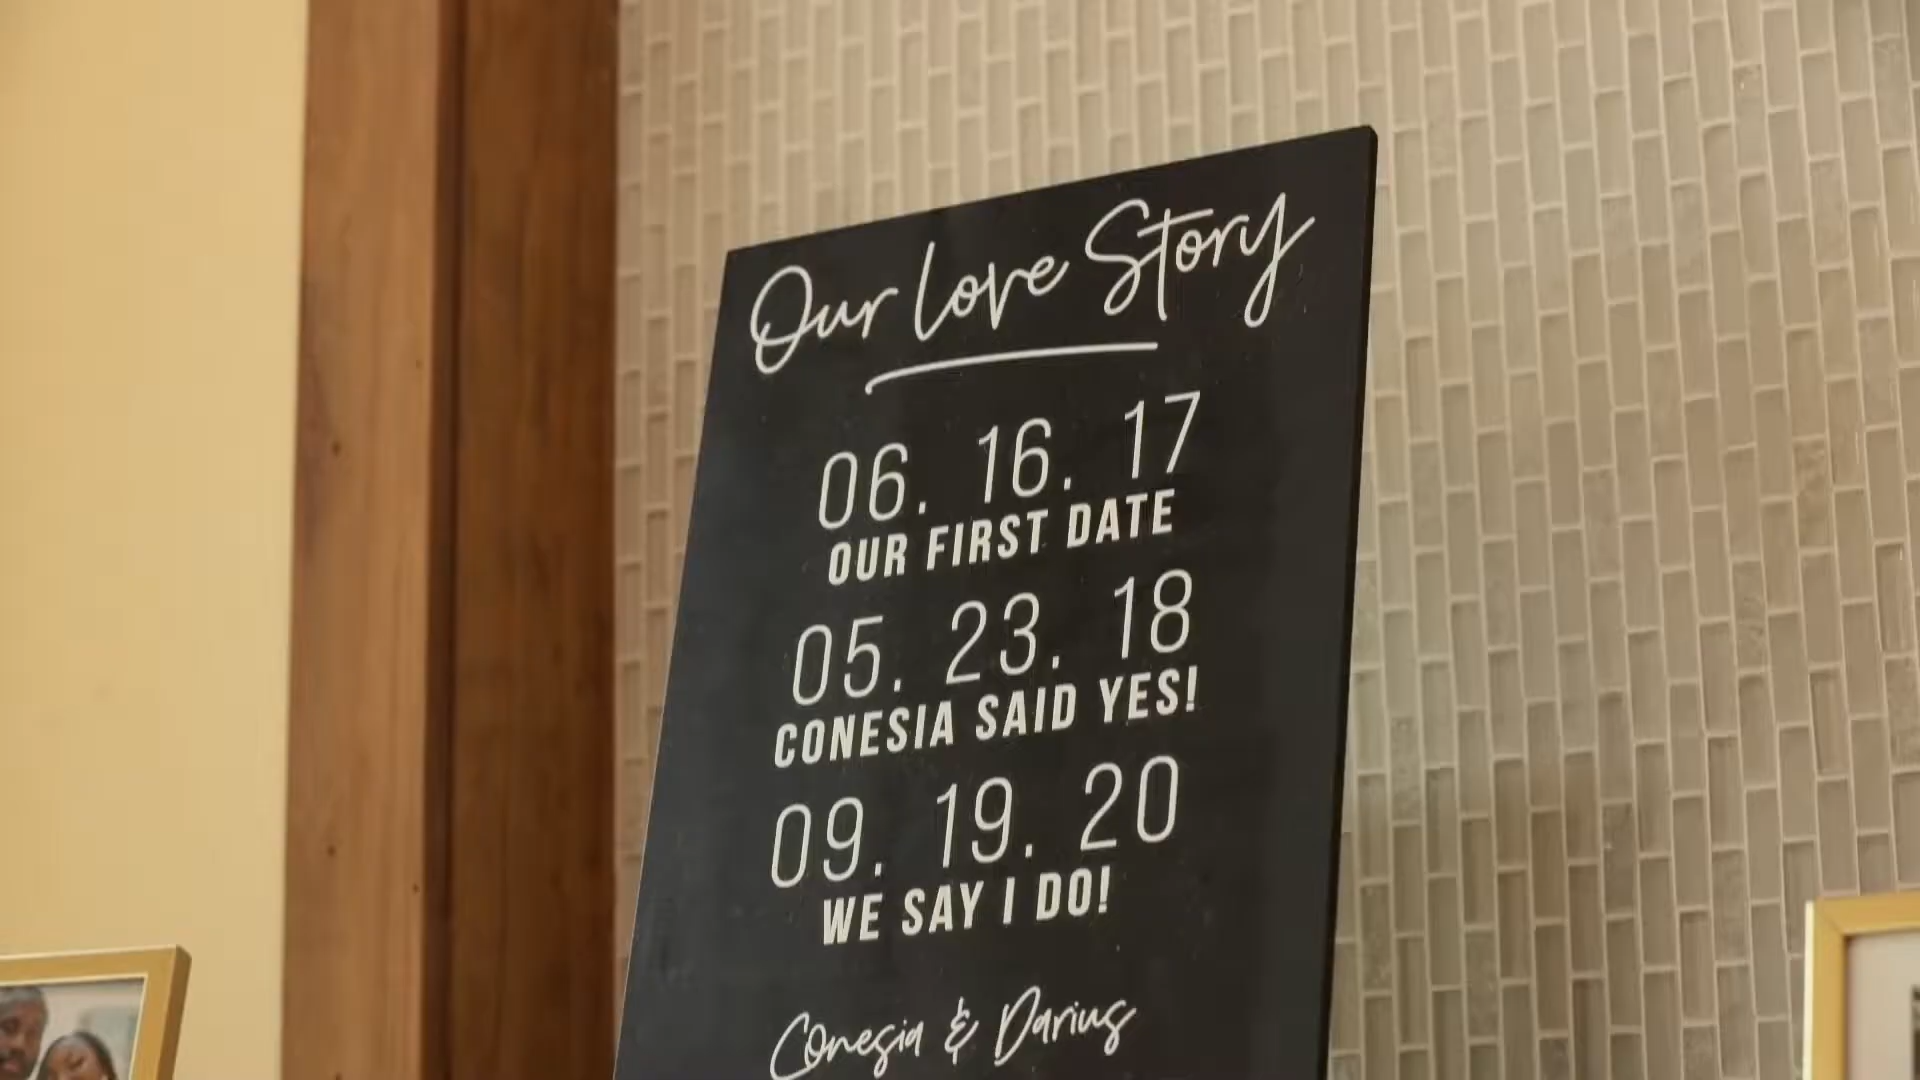 Our Love Story
06. 16. 17
OUR FIRST DATE
05. 23. 18
CONESIA SAID YES!
09. 19. 20
WE SAY I DO!
Conesia & Darius